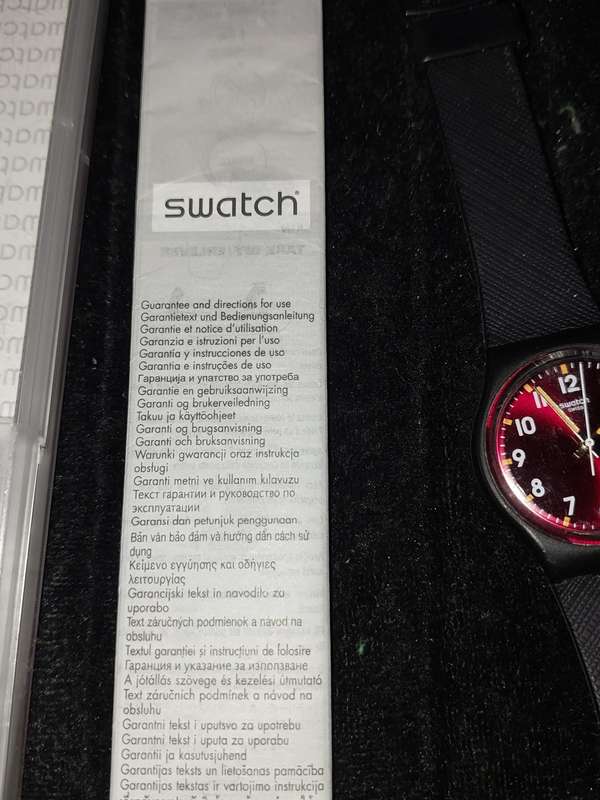 swatch
Guarantee and directions for use
Garantietext und Bedienungsanleitung
Garantie et notice d'utilisation
Garanzia e istruzioni per l'uso
Garantía y instrucciones de uso
Garantia e instruções de uso
Гаранција и упатство за употреба
Garantie en gebruiksaanwijzing
Garanti og brukerveiledning
Takuu ja käyttöohjeet
Garanti og brugsanvisning
Garanti och bruksanvisning
Warunki gwarancji oraz instrukcja
obsługi
Garanti metni ve kullanım kılavuzu
Текст гарантии и руководство по
эксплуатации
Garansi dan petunjuk penggunaan
Bản văn bảo đảm và hướng dẫn cách sử
dụng
Κείμενο εγγύησης και οδήγιες
λειτουργίας
Garancijski tekst in navodilo za
uporabo
Text záručných podmienok a návod na
obsluhu
Textul garanției și instrucțiuni de folosire
Гаранция и указание за използване
A jótállás szövege és kezelési útmutató
Text záručních podmínek a návod na
obsluhu
Garantni tekst i uputsvo za upotrebu
Garantni tekst i uputa za uporabu
Garantii ja kasutusjuhend
Garantijas teksts un lietošanas pamācība
Garantijos tekstas ir vartojimo instrukcija
11 12
swatch
10
9
8
7